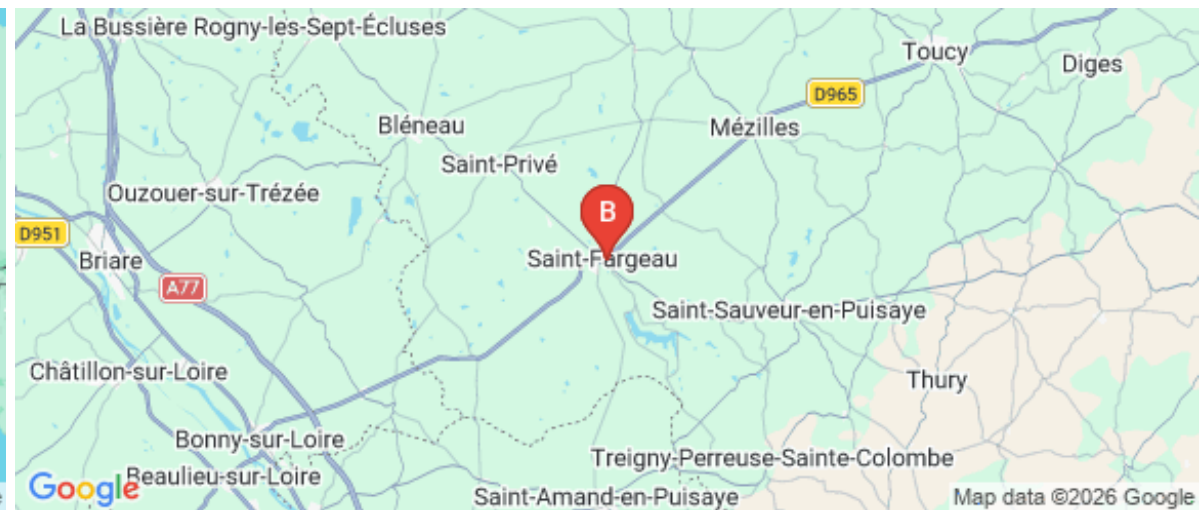 La Bussière Rogny-les-Sept-Écluses
Toucy
Diges
D965
Bléneau
Mézilles
Saint-Privé
Ouzouer-sur-Trézée
B
D951
Briare
Saint-Fargeau
A77
Saint-Sauveur-en-Puisaye
Châtillon-sur-Loire
Thury
Bonny-sur-Loire
Treigny-Perreuse-Sainte-Colombe
Beaulieu-sur-Loire
Google
Saint-Amand-en-Puisaye
Map data ©2026 Google